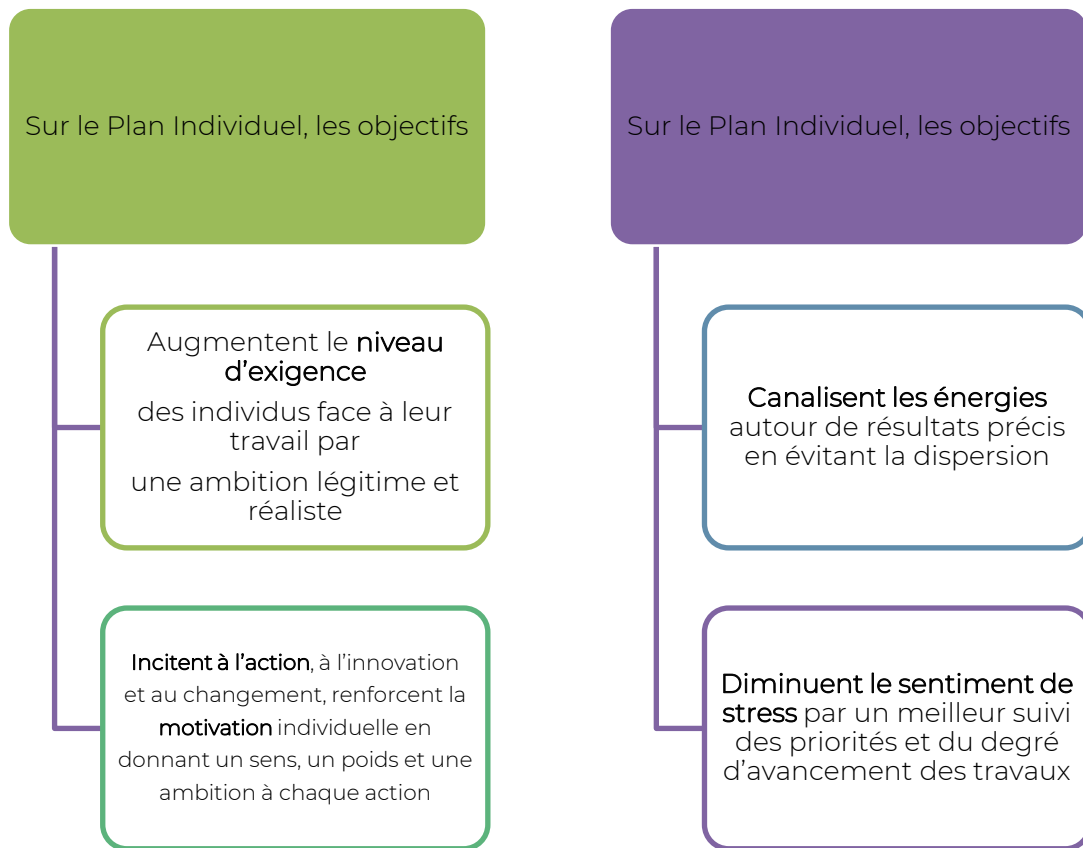 Sur le Plan Individuel, les objectifs
Augmentent le niveau
d'exigence
des individus face à leur
travail par
une ambition légitime et
réaliste
Incitent à l'action, à l'innovation
et au changement, renforcent la
motivation individuelle en
donnant un sens, un poids et une
ambition à chaque action
Sur le Plan Individuel, les objectifs
Canalisent les énergies
autour de résultats précis
en évitant la dispersion
Diminuent le sentiment de
stress par un meilleur suivi
des priorités et du degré
d'avancement des travaux